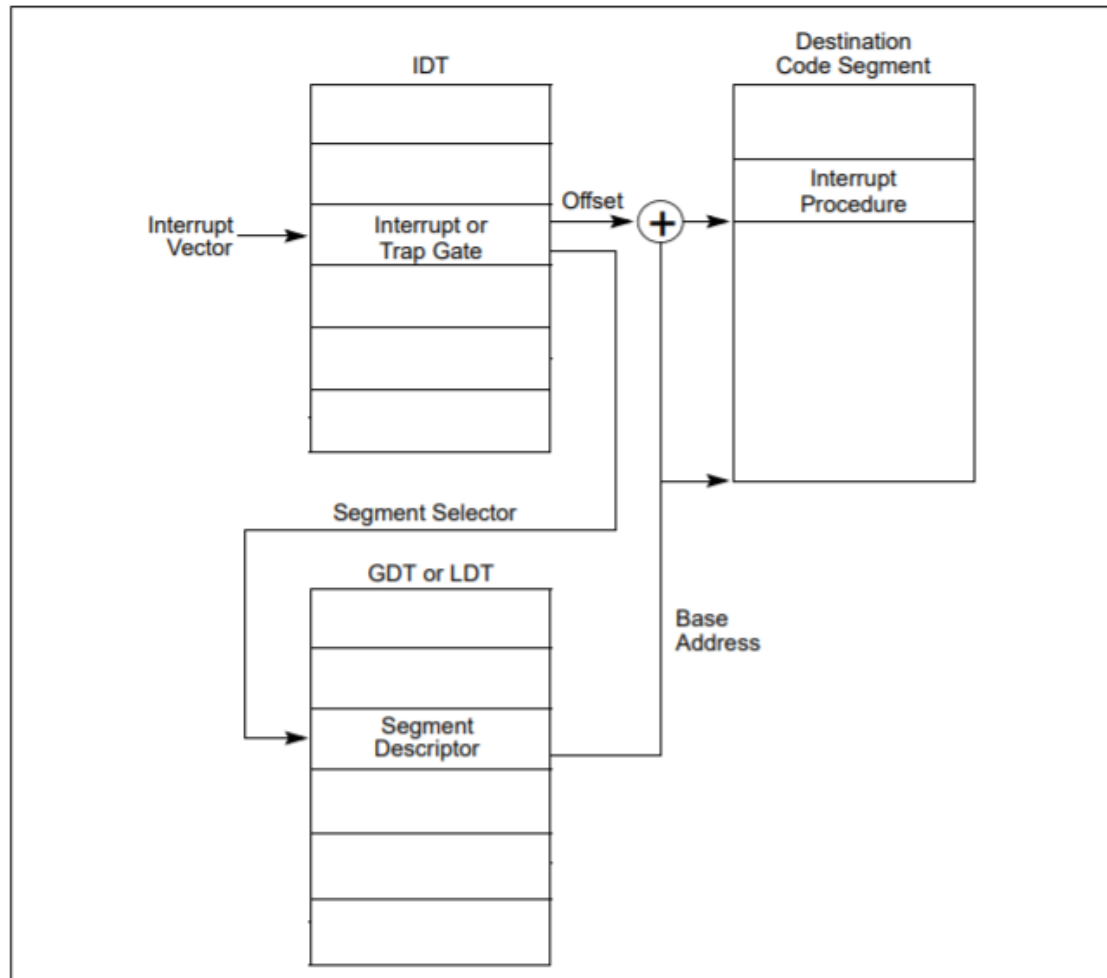 IDT
Destination
Code Segment
Interrupt
Vector
Interrupt or
Trap Gate
Offset
+
Interrupt
Procedure
Segment Selector
GDT or LDT
Base
Address
Segment
Descriptor